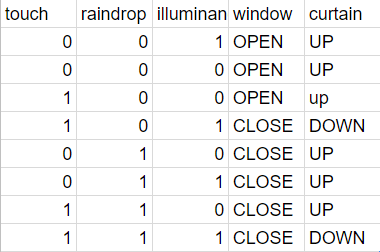 touch raindrop illuminan window curtain
0 0 1 OPEN UP
0 0 0 OPEN UP
1 0 0 OPEN up
1 0 1 CLOSE DOWN
0 1 0 CLOSE UP
0 1 1 CLOSE UP
1 1 0 CLOSE UP
1 1 1 CLOSE DOWN